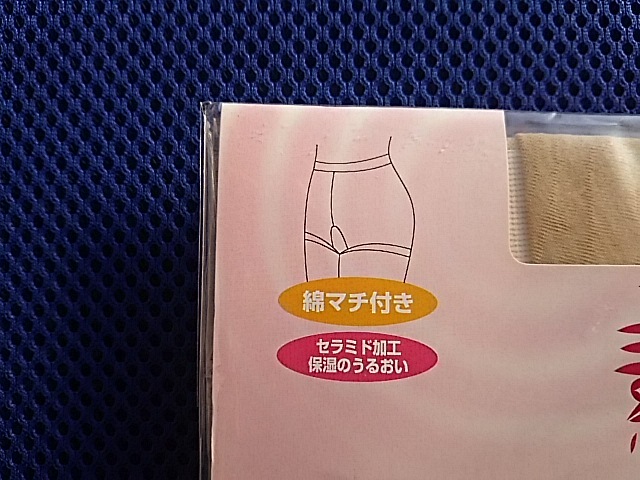 綿マチ付き
セラミド加工
保湿のうるおい